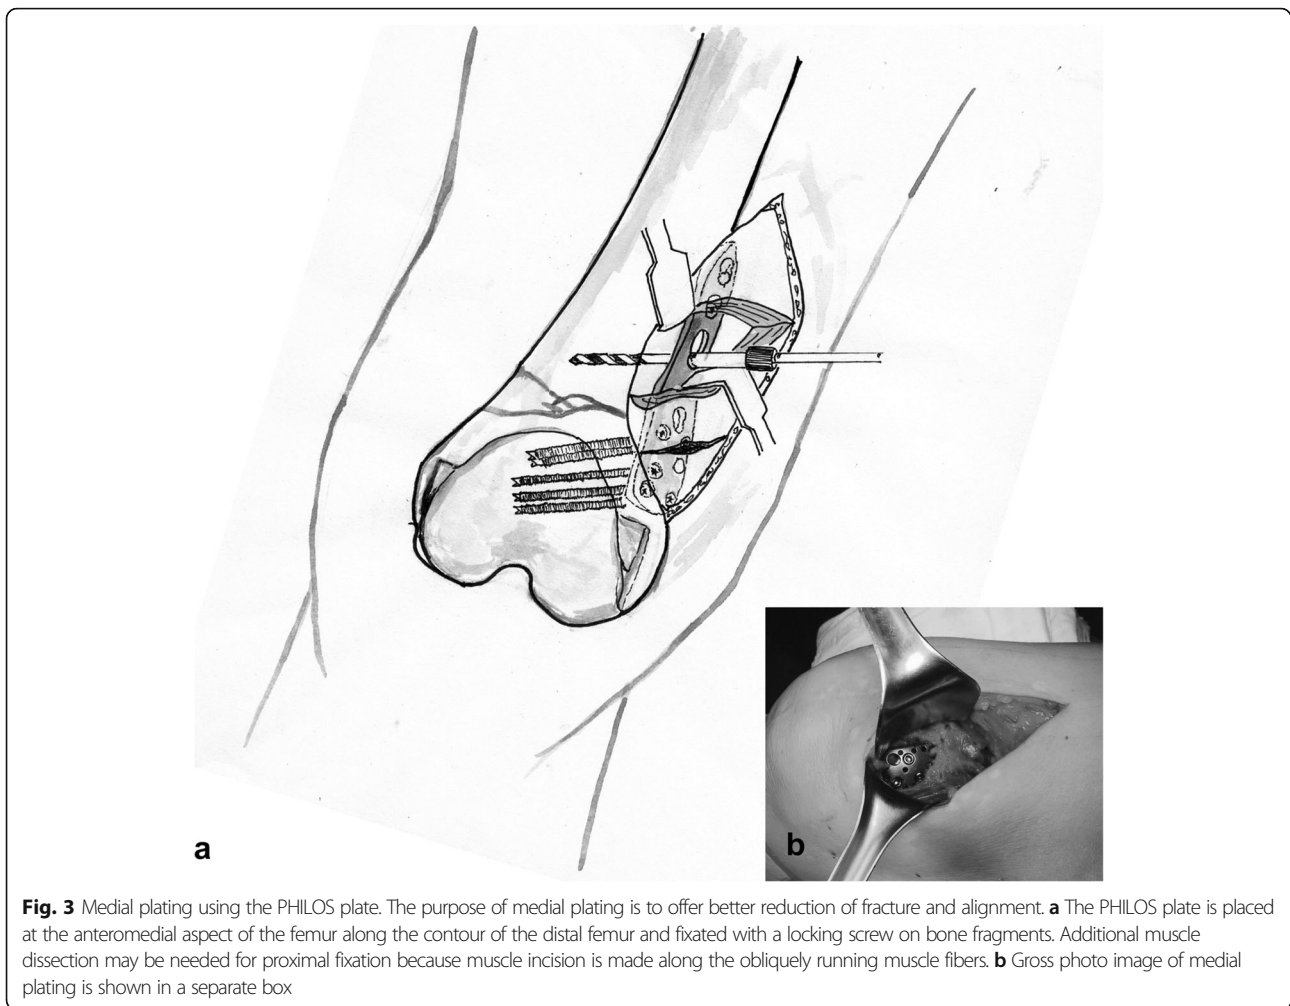 a
b
Fig. 3 Medial plating using the PHILOS plate. The purpose of medial plating is to offer better reduction of fracture and alignment. a The PHILOS plate is placed
at the anteromedial aspect of the femur along the contour of the distal femur and fixated with a locking screw on bone fragments. Additional muscle
dissection may be needed for proximal fixation because muscle incision is made along the obliquely running muscle fibers. b Gross photo image of medial
plating is shown in a separate box